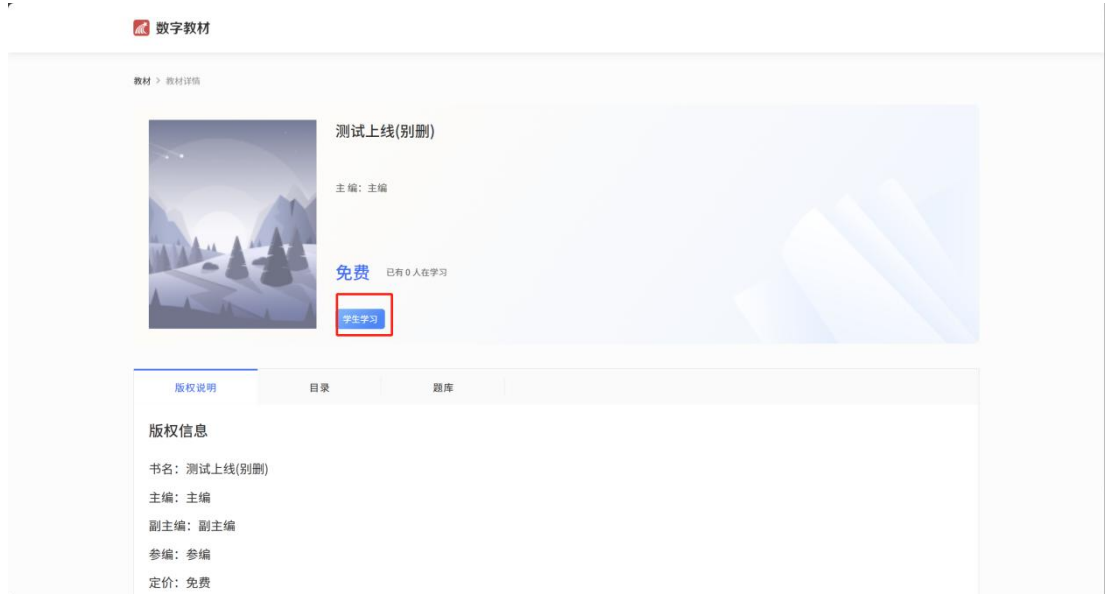 数字教材
教材 > 教材详情
测试上线(别删)
主编：主编
免费 已有 0 人在学习
学生学习
版权说明 目录 题库
版权信息
书名：测试上线(别删)
主编：主编
副主编：副主编
参编：参编
定价：免费